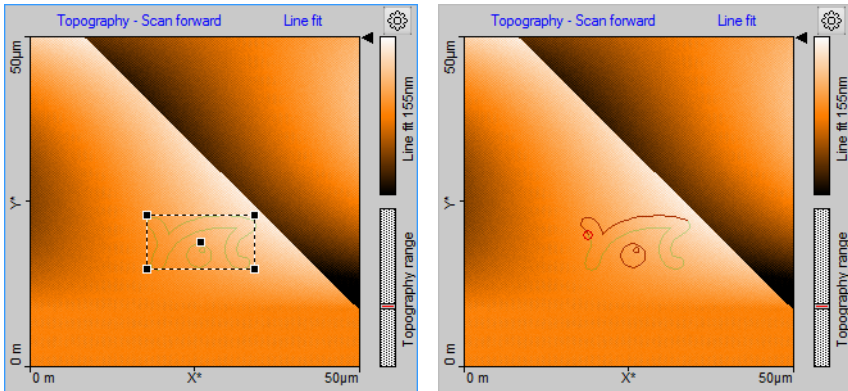 Topography - Scan forward Line fit
50µm
Y*
0 m
0 m X* 50µm
Line fit 155nm
Topography range
Topography - Scan forward Line fit
50µm
Y*
0 m
0 m X* 50µm
Line fit 155nm
Topography range